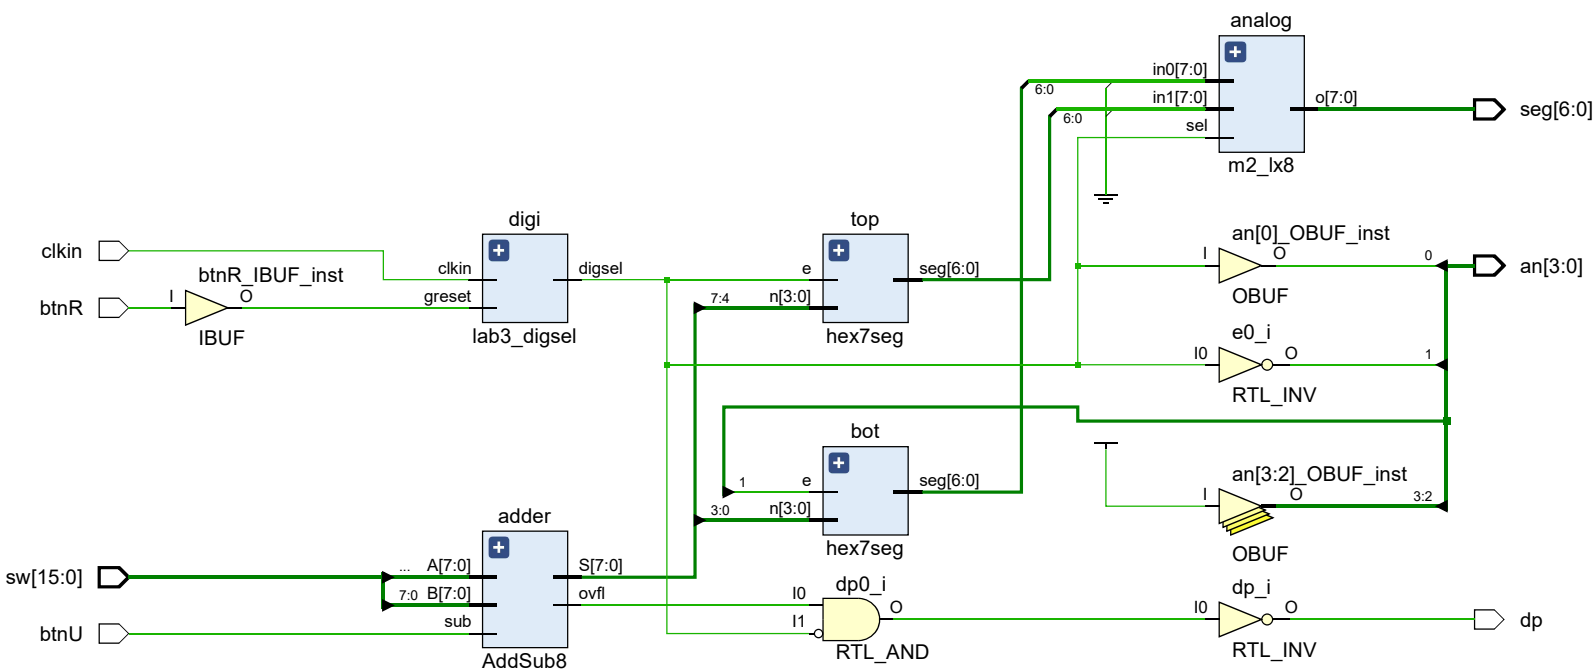 analog
in0[7:0]
6:0
in1[7:0]
6:0
sel
o[7:0]
seg[6:0]
m2_lx8
digi
clkin
clkin
greset
digsel
lab3_digsel
btnR
btnR_IBUF_inst
I
O
IBUF
top
e
7:4
n[3:0]
seg[6:0]
hex7seg
an[0]_OBUF_inst
I
O
OBUF
0
an[3:0]
e0_i
I0
O
1
RTL_INV
bot
1
e
3:0
n[3:0]
seg[6:0]
hex7seg
an[3:2]_OBUF_inst
I
O
3:2
OBUF
adder
sw[15:0]
...
A[7:0]
7:0
B[7:0]
sub
S[7:0]
ovfl
btnU
AddSub8
dp0_i
I0
I1
O
RTL_AND
dp_i
I0
O
dp
RTL_INV